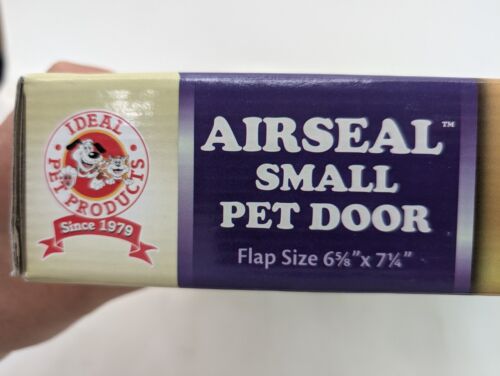 IDEAL
PET PRODUCTS
Since 1979
AIRSEAL™
SMALL
PET DOOR
Flap Size 6⅝"x 7¼"